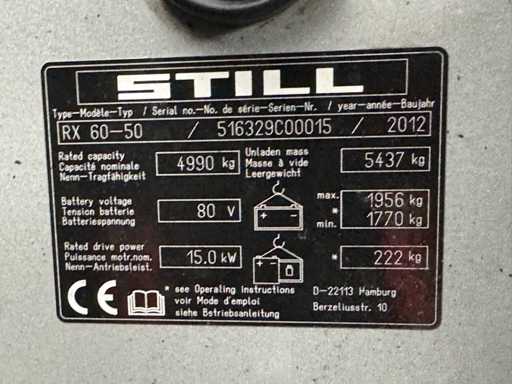 STILL
Type-Modèle-Typ / Serial no.-No. de série-Serien-Nr. / year-année-Baujahr
RX 60-50 / 516329C00015 / 2012
Rated capacity
Capacité nominale
Nenn-Tragfähigkeit
4990 kg
Unladen mass
Masse à vide
Leergewicht
5437 kg
Battery voltage
Tension batterie
Batteriespannung
80 V
+ -
max. 1956 kg
*
min. 1770 kg
Rated drive power
Puissance motr.nom.
Nenn-Antriebsleist.
15.0 kW
+ -
* 222 kg
CE
* see Operating instructions
voir Mode d'emploi
siehe Betriebsanleitung
D-22113 Hamburg
Berzeliusstr. 10